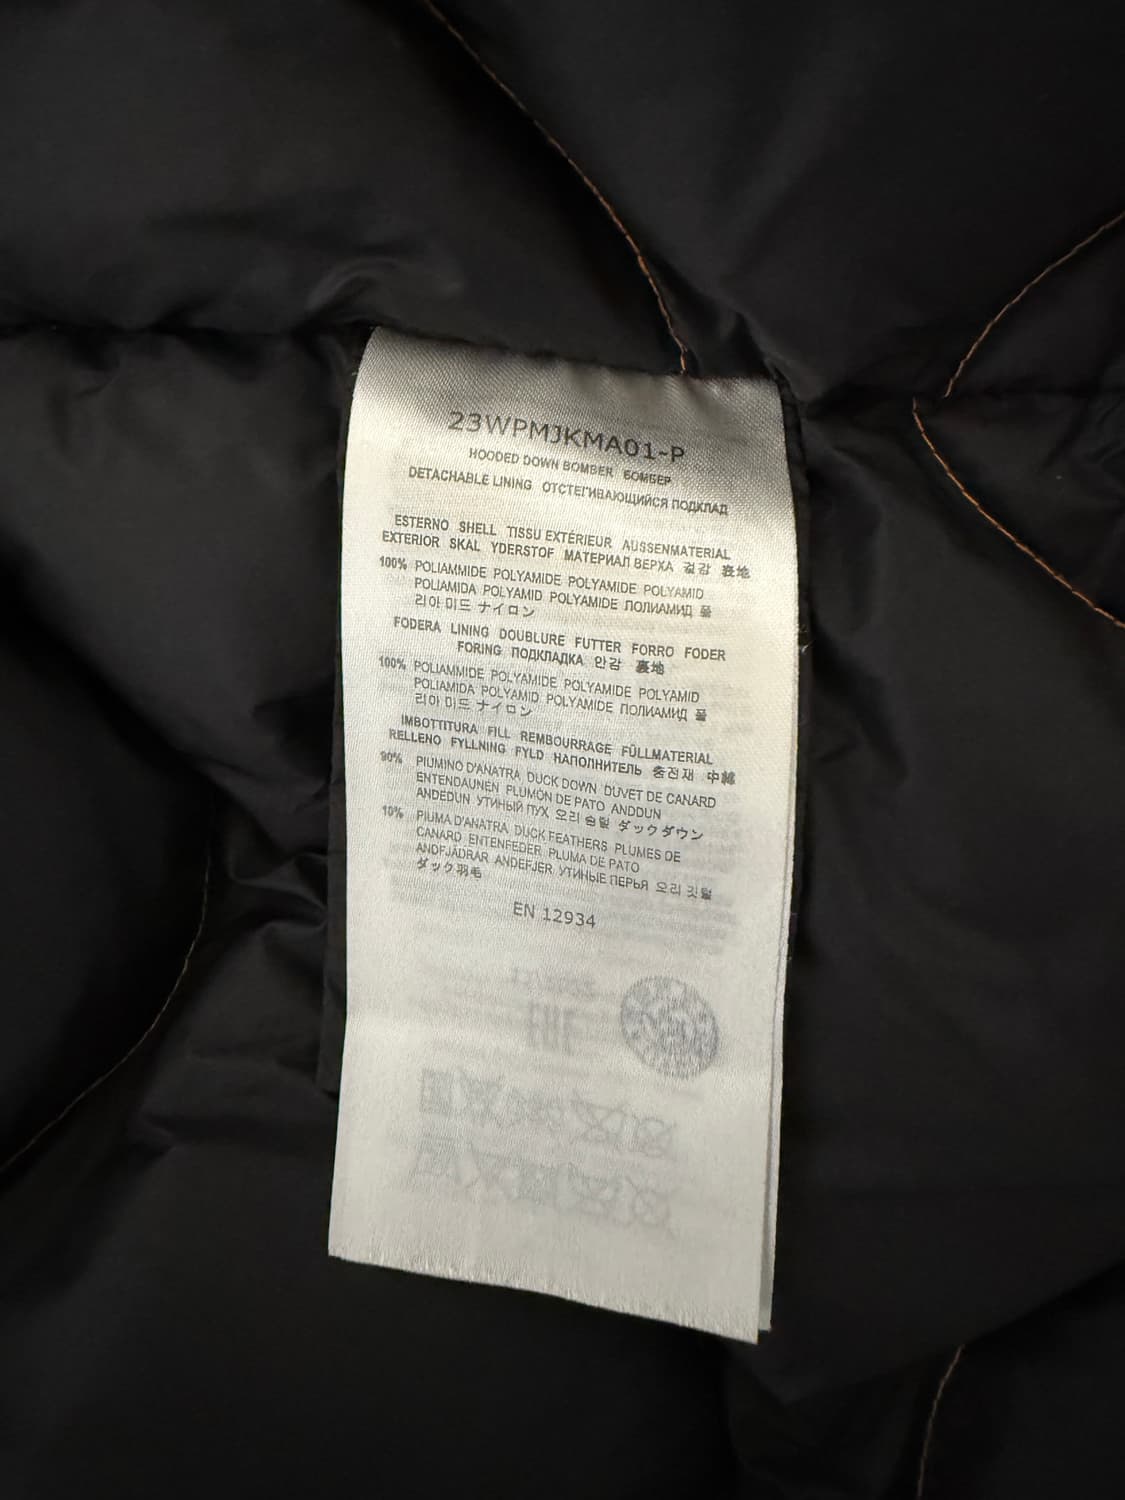 23WPMJKMA01-P
HOODED DOWN BOMBER БОМБЕР
DETACHABLE LINING ОТСТЕГИВАЮЩИЙСЯ ПОДКЛАД
ESTERNO SHELL TISSU EXTÉRIEUR AUSSENMATERIAL
EXTERIOR SKAL YDERSTOF МАТЕРИАЛ ВЕРХА 겉감 表地
100% POLIAMMIDE POLYAMIDE POLYAMIDE POLYAMID
POLIAMIDA POLYAMID POLYAMIDE ПОЛИАМИД 폴
리아미드 ナイロン
FODERA LINING DOUBLURE FUTTER FORRO FODER
FORING ПОДКЛАДКА 안감 裏地
100% POLIAMMIDE POLYAMIDE POLYAMIDE POLYAMID
POLIAMIDA POLYAMID POLYAMIDE ПОЛИАМИД 폴
리아미드 ナイロン
IMBOTTITURA FILL REMBOURRAGE FÜLLMATERIAL
RELLENO FYLLNING FYLD НАПОЛНИТЕЛЬ 충전재 中綿
90% PIUMINO D'ANATRA DUCK DOWN DUVET DE CANARD
ENTENDAUNEN PLUMÓN DE PATO ANDDUN
ANDEDUN УТИНЫЙ ПУХ 오리 솜털 ダックダウン
10% PIUMA D'ANATRA DUCK FEATHERS PLUMES DE
CANARD ENTENFEDER PLUMA DE PATO
ANDFJÄDRAR ANDEFJER УТИНЫЕ ПЕРЬЯ 오리 깃털
ダック羽毛
EN 12934